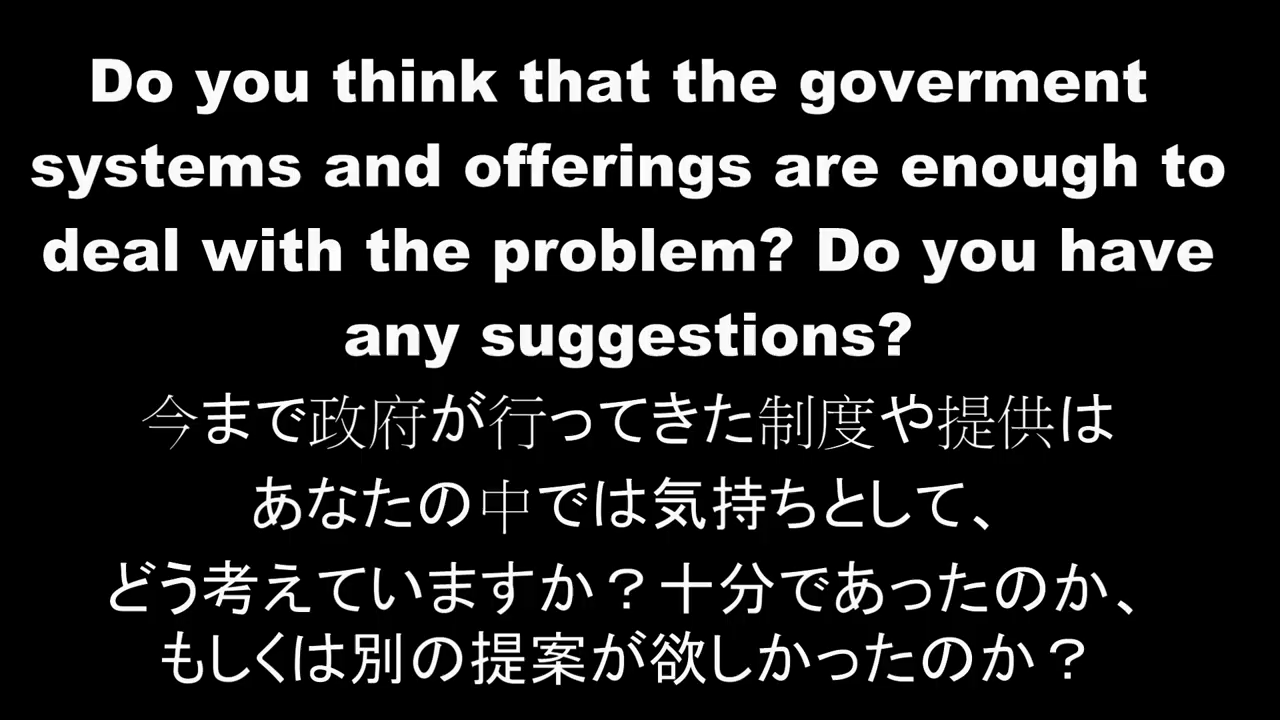 Do you think that the goverment
systems and offerings are enough to
deal with the problem? Do you have
any suggestions?
今まで政府が行ってきた制度や提供は
あなたの中では気持ちとして、
どう考えていますか？十分であったのか、
もしくは別の提案が欲しかったのか？